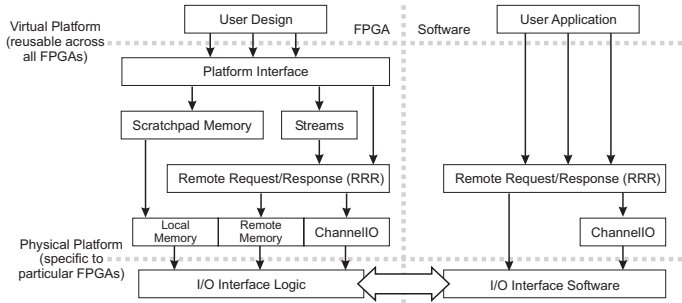 Virtual Platform
(reusable across
all FPGAs)
User Design
FPGA
Software
User Application
Platform Interface
Scratchpad Memory
Streams
Remote Request/Response (RRR)
Remote Request/Response (RRR)
Local
Memory
Remote
Memory
ChannelIO
ChannelIO
Physical Platform
(specific to
particular FPGAs)
I/O Interface Logic
I/O Interface Software